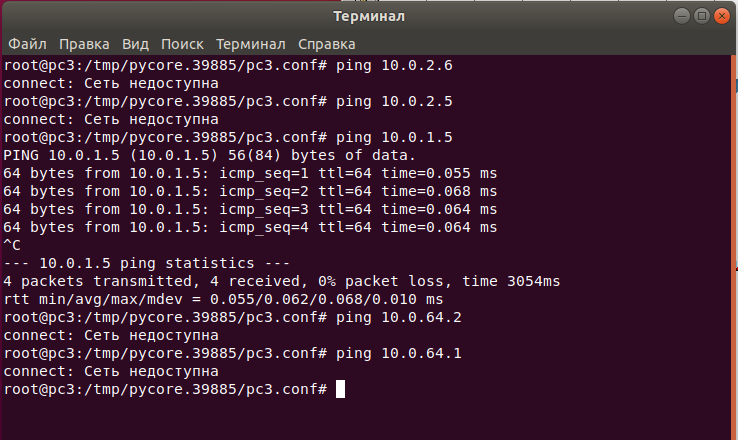 Терминал
Файл Правка Вид Поиск Терминал Справка
root@pc3:/tmp/pycore.39885/pc3.conf# ping 10.0.2.6
connect: Сеть недоступна
root@pc3:/tmp/pycore.39885/pc3.conf# ping 10.0.2.5
connect: Сеть недоступна
root@pc3:/tmp/pycore.39885/pc3.conf# ping 10.0.1.5
PING 10.0.1.5 (10.0.1.5) 56(84) bytes of data.
64 bytes from 10.0.1.5: icmp_seq=1 ttl=64 time=0.055 ms
64 bytes from 10.0.1.5: icmp_seq=2 ttl=64 time=0.068 ms
64 bytes from 10.0.1.5: icmp_seq=3 ttl=64 time=0.064 ms
64 bytes from 10.0.1.5: icmp_seq=4 ttl=64 time=0.064 ms
^C
--- 10.0.1.5 ping statistics ---
4 packets transmitted, 4 received, 0% packet loss, time 3054ms
rtt min/avg/max/mdev = 0.055/0.062/0.068/0.010 ms
root@pc3:/tmp/pycore.39885/pc3.conf# ping 10.0.64.2
connect: Сеть недоступна
root@pc3:/tmp/pycore.39885/pc3.conf# ping 10.0.64.1
connect: Сеть недоступна
root@pc3:/tmp/pycore.39885/pc3.conf#